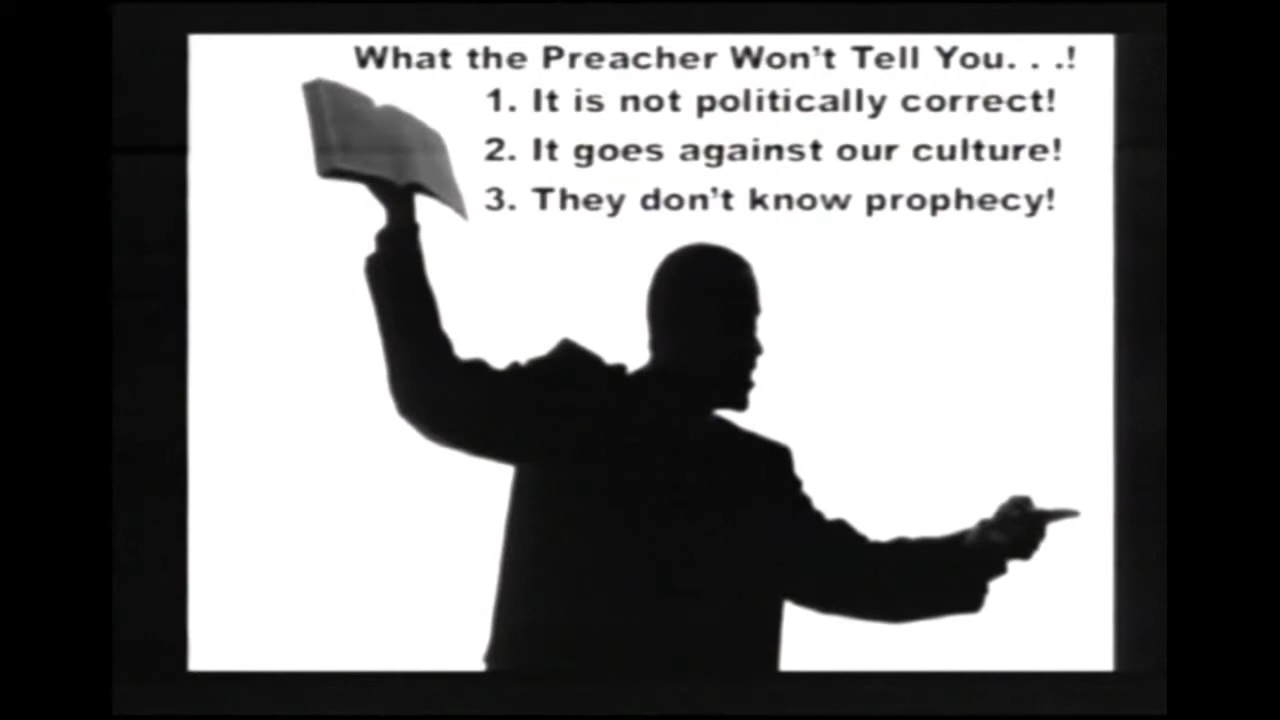 What the Preacher Won't Tell You. . .!
1. It is not politically correct!
2. It goes against our culture!
3. They don't know prophecy!